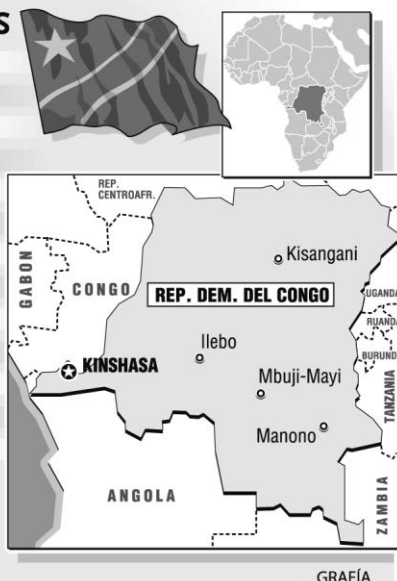 S
REP.
CENTROAFR.
GABON
CONGO
Kisangani
UGANDA
REP. DEM. DEL CONGO
RUANDA
Ilebo
BURUNDI
KINSHASA
Mbuji-Mayi
TANZANIA
Manono
ANGOLA
ZAMBIA
GRAFÍA